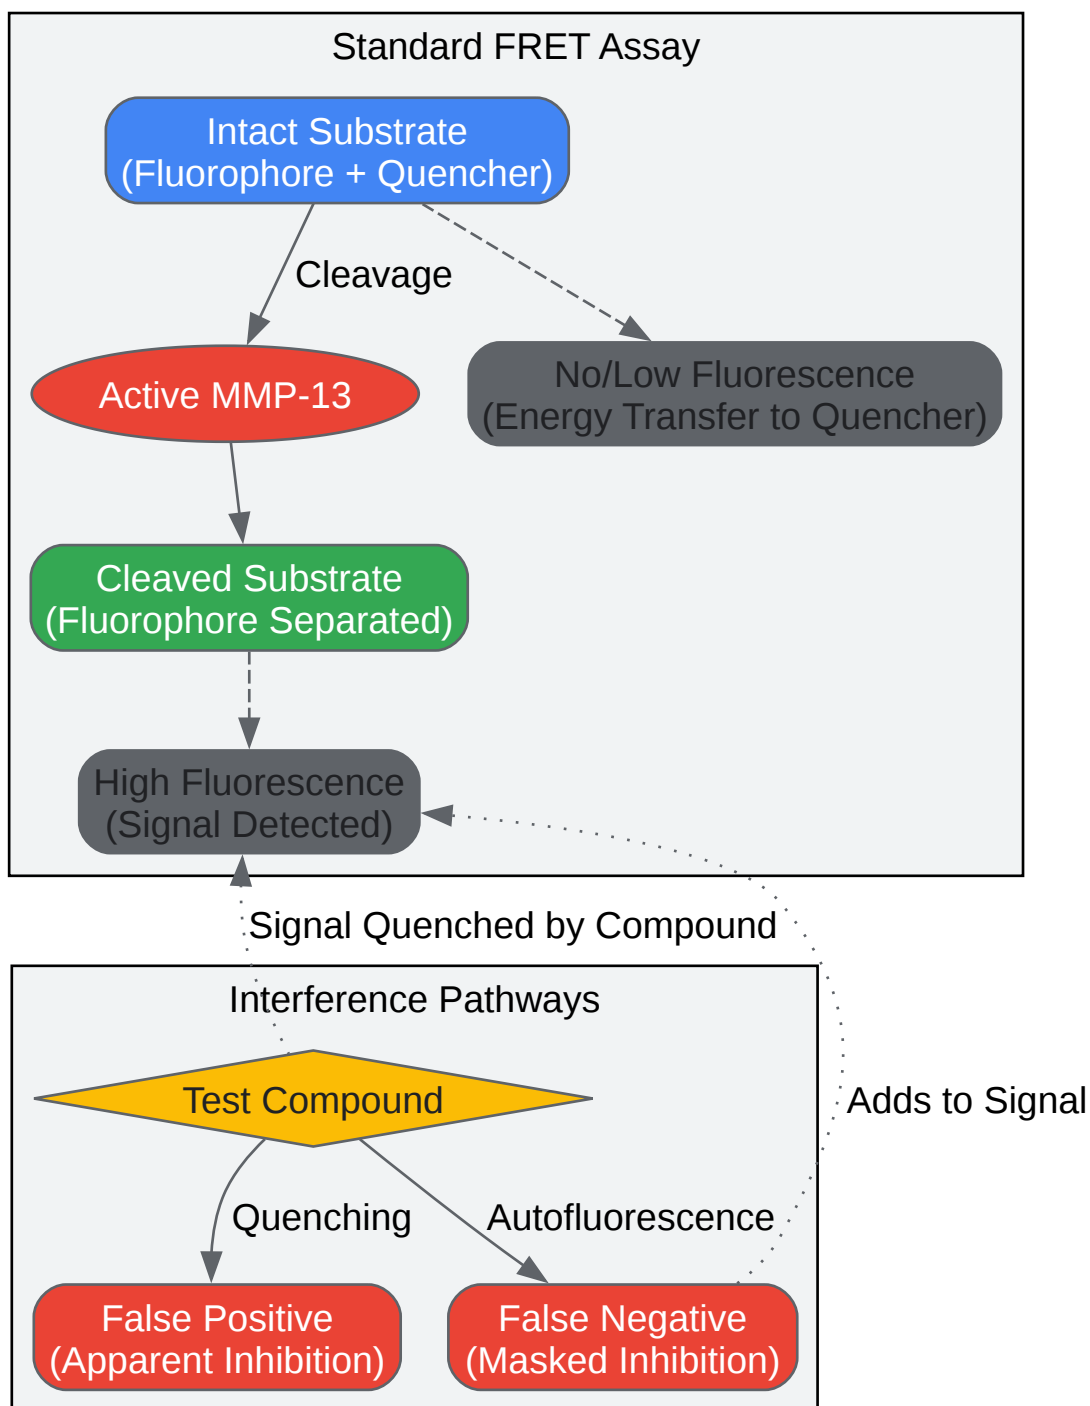 Standard FRET Assay
Intact Substrate
(Fluorophore + Quencher)
Cleavage
Active MMP-13
No/Low Fluorescence
(Energy Transfer to Quencher)
Cleaved Substrate
(Fluorophore Separated)
High Fluorescence
(Signal Detected)
Signal Quenched by Compound
Interference Pathways
Test Compound
Adds to Signal
Quenching
Autofluorescence
False Positive
(Apparent Inhibition)
False Negative
(Masked Inhibition)